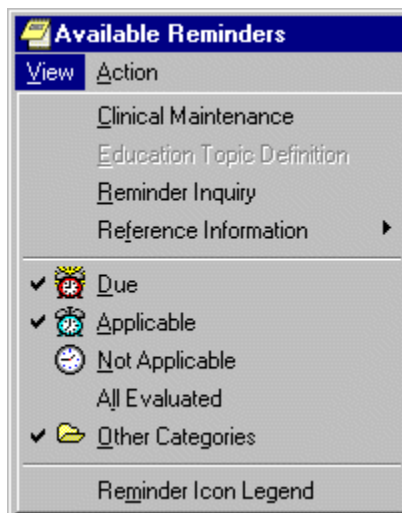 Available Reminders
View Action
Clinical Maintenance
Education Topic Definition
Reminder Inquiry
Reference Information
Due
Applicable
Not Applicable
All Evaluated
Other Categories
Reminder Icon Legend